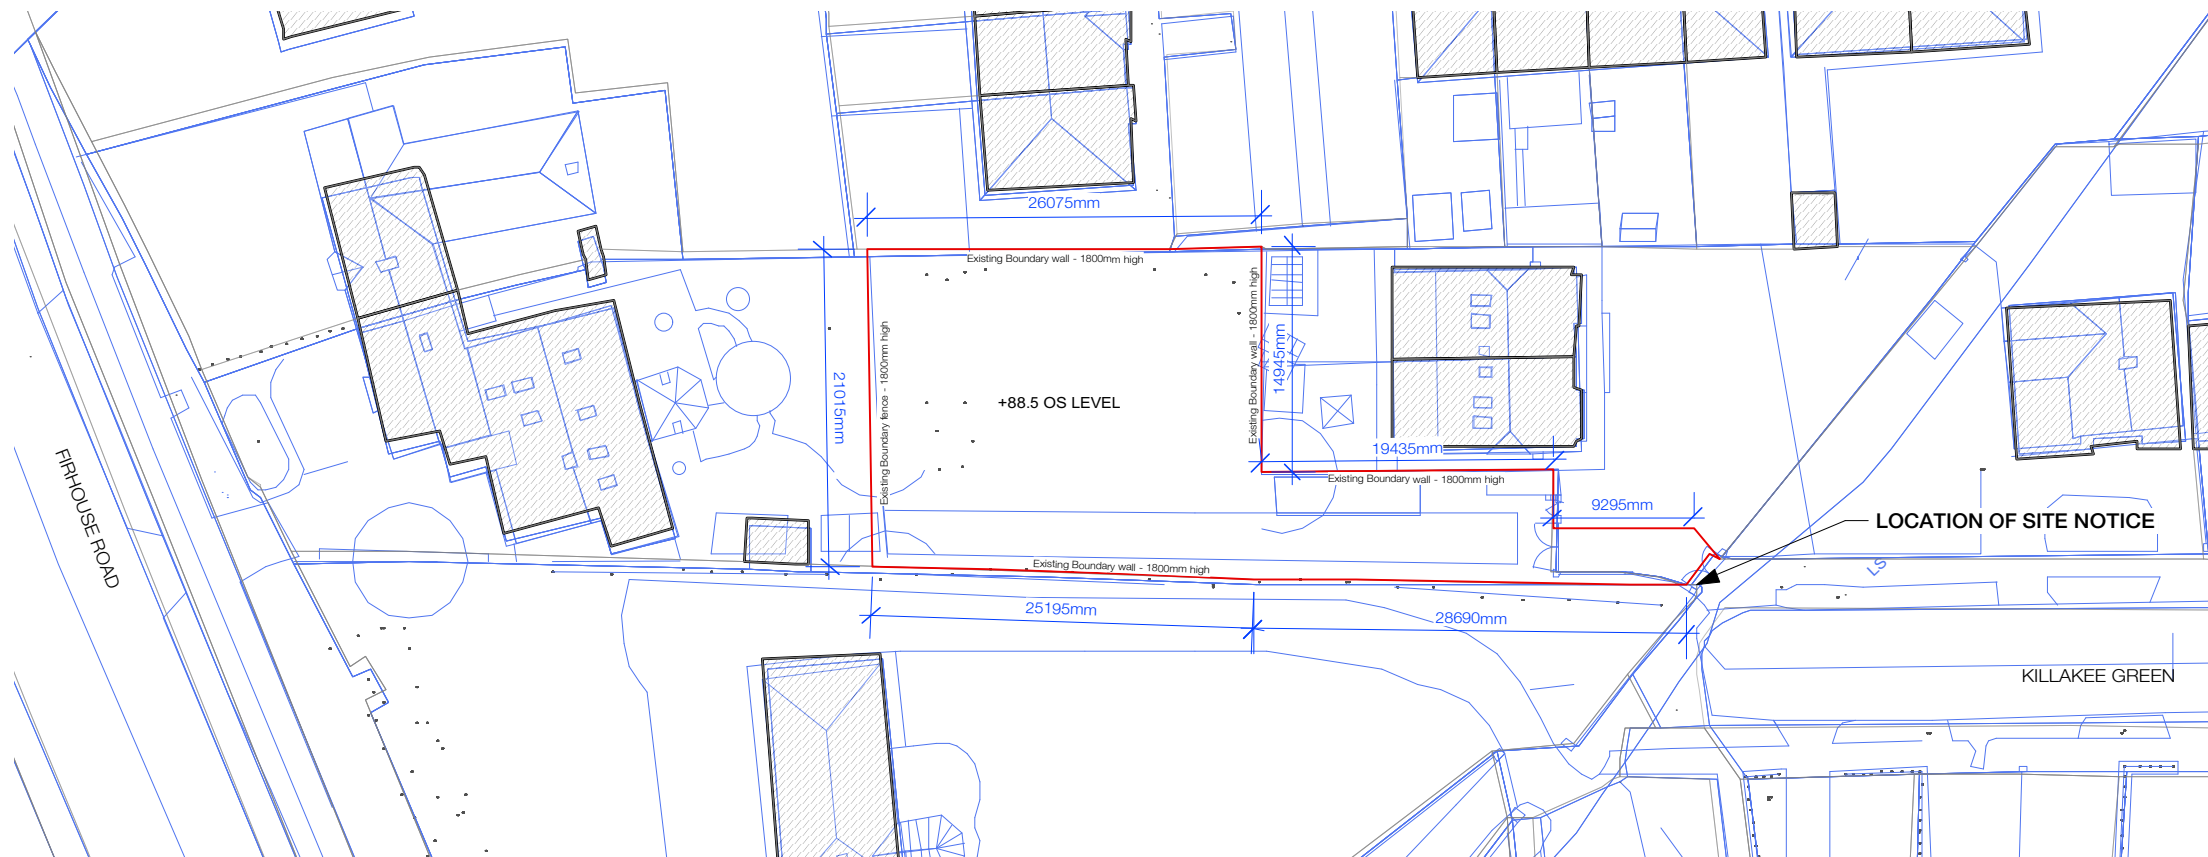 26075mm
Existing Boundary wall - 1800mm high
Existing Boundary fence - 1800mm high
21015mm
+88.5 OS LEVEL
Existing Boundary wall - 1800mm high
14945mm
19435mm
Existing Boundary wall - 1800mm high
9295mm
LOCATION OF SITE NOTICE
FIRHOUSE ROAD
Existing Boundary wall - 1800mm high
LS
25195mm
28690mm
KILLAKEE GREEN